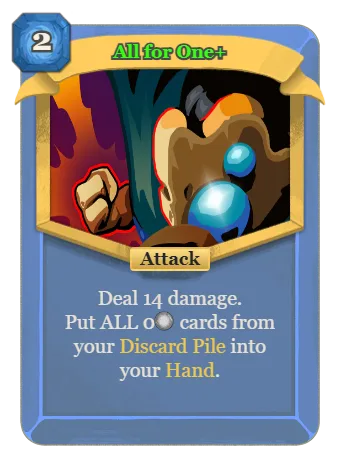 2
All for One+
Attack
Deal 14 damage.
Put ALL 0 cards from
your Discard Pile into
your Hand.